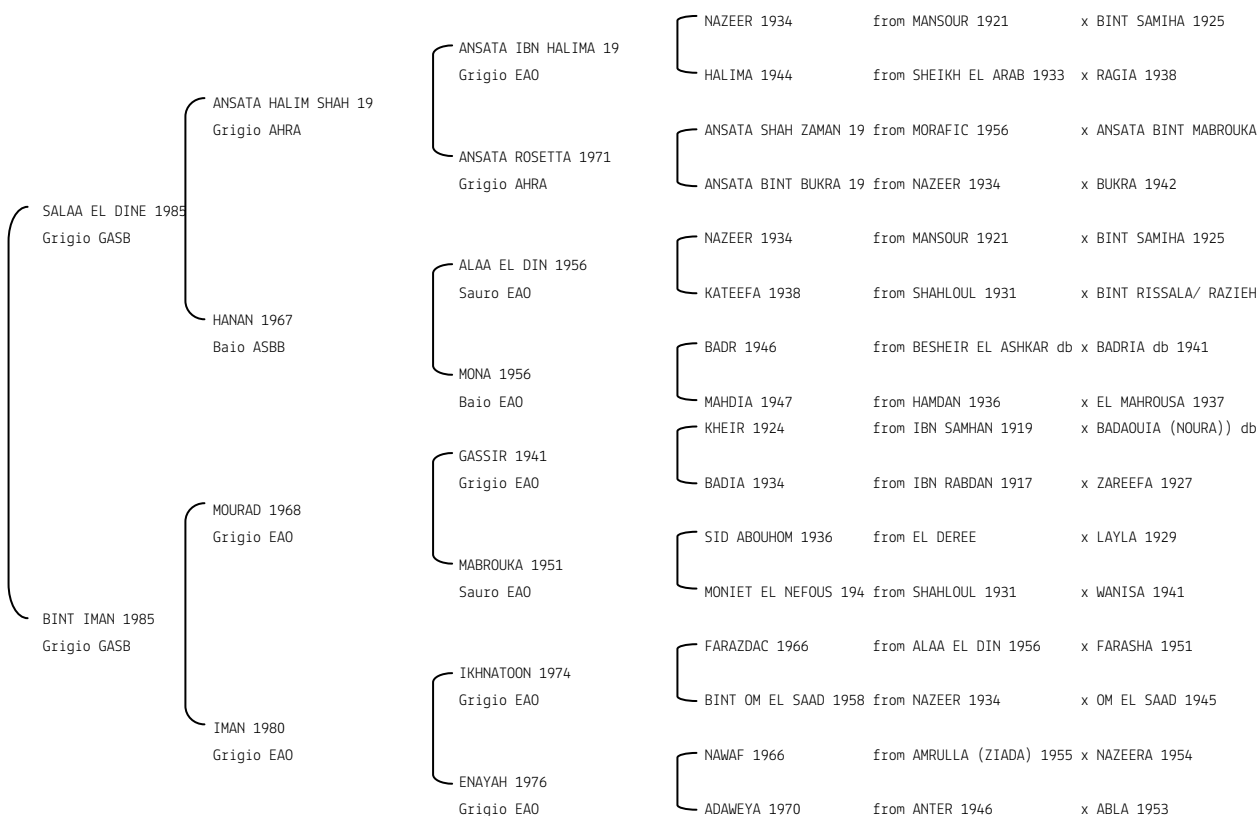 NAZEER 1934 from MANSOUR 1921 x BINT SAMIHA 1925
ANSATA IBN HALIMA 19
Grigio EAO
HALIMA 1944 from SHEIKH EL ARAB 1933 x RAGIA 1938
ANSATA HALIM SHAH 19
Grigio AHRA
ANSATA SHAH ZAMAN 19 from MORAFIC 1956 x ANSATA BINT MABROUKA
ANSATA ROSETTA 1971
Grigio AHRA
ANSATA BINT BUKRA 19 from NAZEER 1934 x BUKRA 1942
SALAA EL DINE 1985
Grigio GASB
NAZEER 1934 from MANSOUR 1921 x BINT SAMIHA 1925
ALAA EL DIN 1956
Sauro EAO
KATEEFA 1938 from SHAHLOUL 1931 x BINT RISSALA/ RAZIEH
HANAN 1967
Baio ASBB
BADR 1946 from BESHEIR EL ASHKAR db x BADRIA db 1941
MONA 1956
Baio EAO
MAHDIA 1947 from HAMDAN 1936 x EL MAHROUSA 1937
KHEIR 1924 from IBN SAMHAN 1919 x BADAOUIA (NOURA)) db
GASSIR 1941
Grigio EAO
BADIA 1934 from IBN RABDAN 1917 x ZAREEFA 1927
MOURAD 1968
Grigio EAO
SID ABOUHOM 1936 from EL DEREE x LAYLA 1929
MABROUKA 1951
Sauro EAO
MONIET EL NEFOUS 194 from SHAHLOUL 1931 x WANISA 1941
BINT IMAN 1985
Grigio GASB
FARAZDAC 1966 from ALAA EL DIN 1956 x FARASHA 1951
IKHNATOON 1974
Grigio EAO
BINT OM EL SAAD 1958 from NAZEER 1934 x OM EL SAAD 1945
IMAN 1980
Grigio EAO
NAWAF 1966 from AMRULLA (ZIADA) 1955 x NAZEERA 1954
ENAYAH 1976
Grigio EAO
ADAWEYA 1970 from ANTER 1946 x ABLA 1953